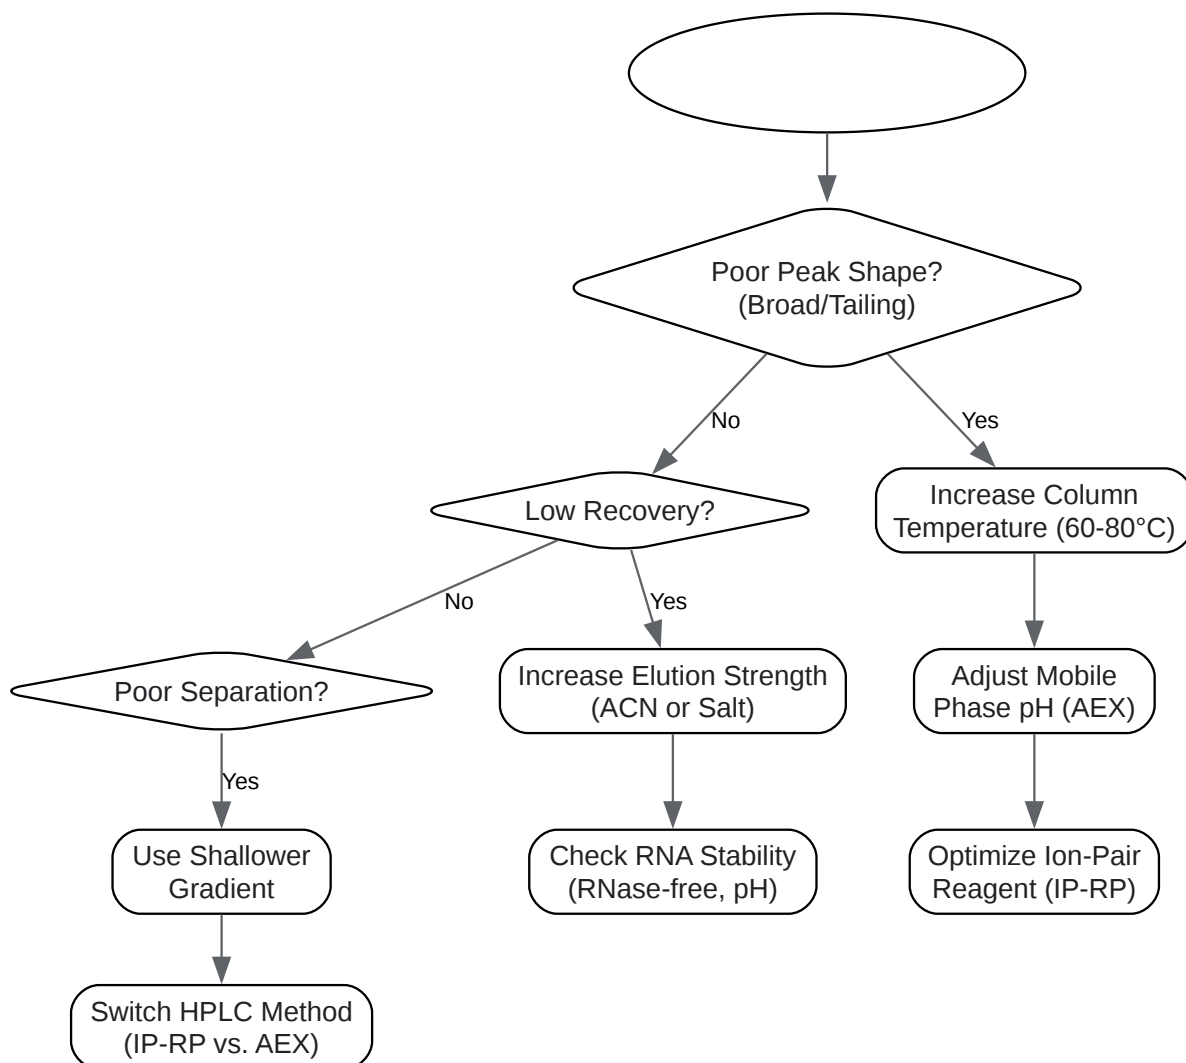 Poor Peak Shape?
(Broad/Tailing)
No
Yes
Low Recovery?
Increase Column
Temperature (60-80°C)
No
Yes
Poor Separation?
Increase Elution Strength
(ACN or Salt)
Adjust Mobile
Phase pH (AEX)
Yes
Use Shallower
Gradient
Check RNA Stability
(RNase-free, pH)
Optimize Ion-Pair
Reagent (IP-RP)
Switch HPLC Method
(IP-RP vs. AEX)